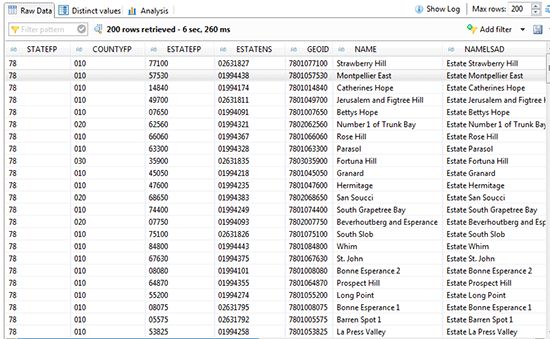 Raw Data Distinct values Analysis Show Log Max rows: 200
Filter pattern 200 rows retrieved - 6 sec, 260 ms Add filter
STATEFP COUNTYFP ESTATEFP ESTATENS GEOID NAME NAMELSAD
78 010 77100 02631827 7801077100 Strawberry Hill Estate Strawberry Hill
78 010 57530 01994438 7801057530 Montpellier East Estate Montpellier East
78 010 14840 01994174 7801014840 Catherines Hope Estate Catherines Hope
78 010 49700 02632811 7801049700 Jerusalem and Figtree Hill Estate Jerusalem and Figtree Hill
78 010 07650 01994091 7801007650 Bettys Hope Estate Bettys Hope
78 020 62560 01994321 7802062560 Number 1 of Trunk Bay Estate Number 1 of Trunk Bay
78 010 66060 01994367 7801066060 Rose Hill Estate Rose Hill
78 010 63300 01994328 7801063300 Parasol Estate Parasol
78 030 35900 02631835 7803035900 Fortuna Hill Estate Fortuna Hill
78 010 45050 01994218 7801045050 Granard Estate Granard
78 010 47600 01994235 7801047600 Hermitage Estate Hermitage
78 020 68650 01994383 7802068650 San Soucci Estate San Soucci
78 010 74400 01994249 7801074400 South Grapetree Bay Estate South Grapetree Bay
78 020 07750 01994093 7802007750 Beverhoutberg and Esperance Estate Beverhoutberg and Esperance
78 010 75100 02631826 7801075100 South Slob Estate South Slob
78 010 84800 01994443 7801084800 Whim Estate Whim
78 010 67630 01994375 7801067630 St. John Estate St. John
78 010 08080 01994101 7801008080 Bonne Esperance 2 Estate Bonne Esperance 2
78 010 64870 01994355 7801064870 Prospect Hill Estate Prospect Hill
78 010 55200 01994274 7801055200 Long Point Estate Long Point
78 010 08075 02631795 7801008075 Bonne Esperance 1 Estate Bonne Esperance 1
78 010 05575 02631792 7801005575 Barren Spot 1 Estate Barren Spot 1
78 010 53825 01994258 7801053825 La Press Valley Estate La Press Valley